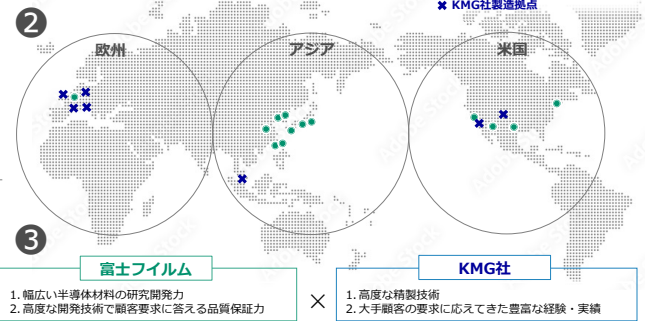 ✖ KMG社製造拠点
❷
欧州
アジア
米国
❸
富士フイルム
1. 幅広い半導体材料の研究開発力
2. 高度な開発技術で顧客要求に答える品質保証力
×
KMG社
1. 高度な精製技術
2. 大手顧客の要求に応えてきた豊富な経験・実績